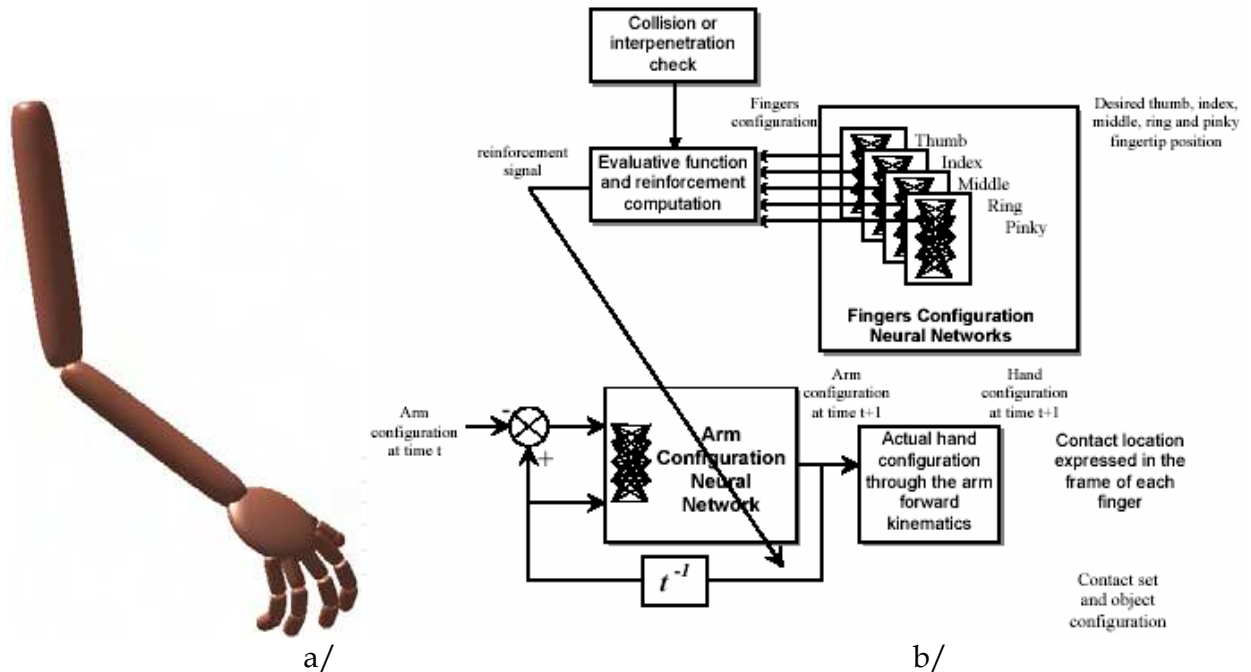 Collision or
interpenetration
check
Fingers
configuration
Desired thumb, index,
middle, ring and pinky
fingertip position
reinforcement
signal
Evaluative function
and reinforcement
computation
Thumb
Index
Middle
Ring
Pinky
Fingers Configuration
Neural Networks
Arm
configuration
at time t+1
Hand
configuration
at time t+1
Arm
configuration
at time t
-
+
Arm
Configuration
Neural
Network
Actual hand
configuration
through the arm
forward
kinematics
Contact location
expressed in the
frame of each
finger
t -1
Contact set
and object
configuration
a/
b/